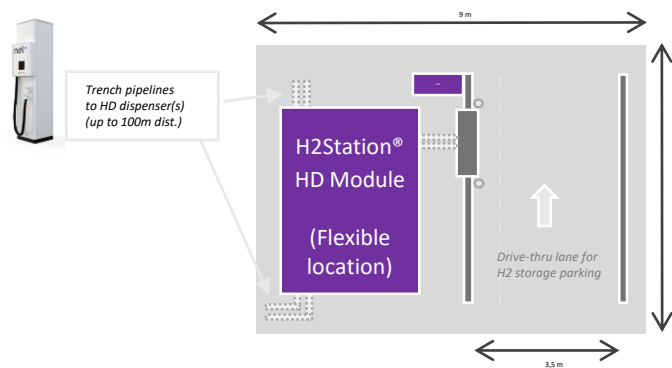 9 m
nel•
Trench pipelines
to HD dispenser(s)
(up to 100m dist.)
H2Station®
HD Module
(Flexible
location)
Drive-thru lane for
H2 storage parking
3,5 m